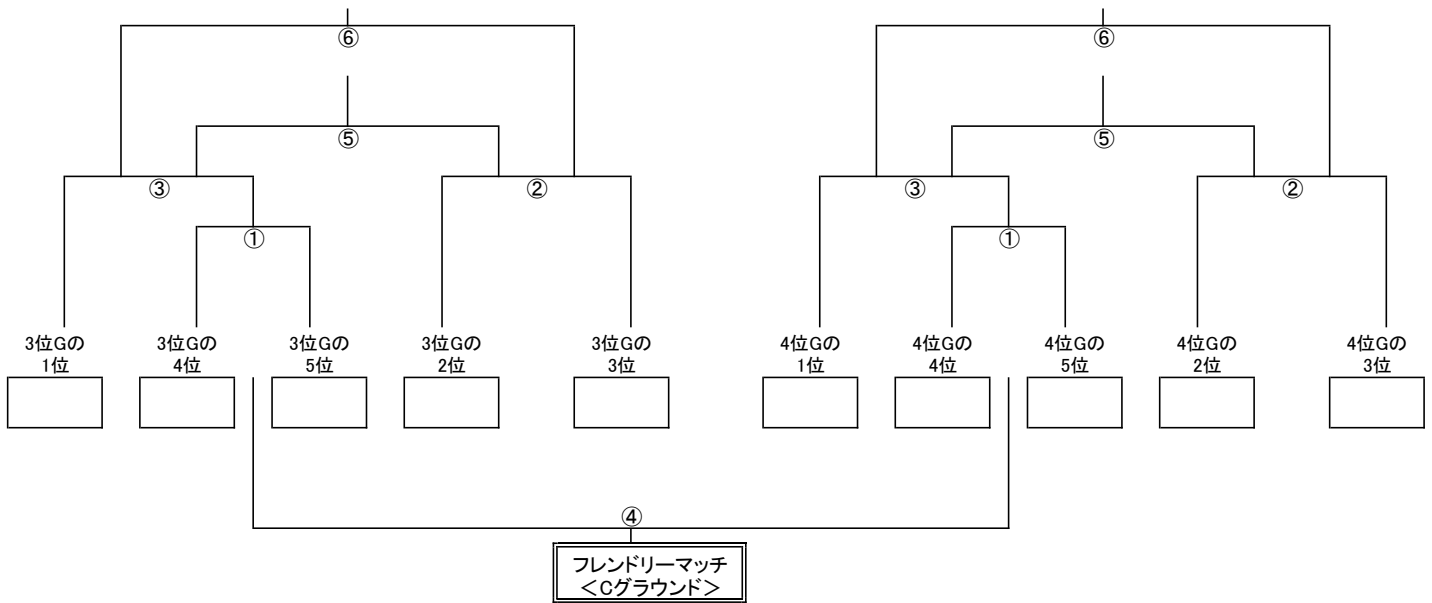 ⑥ ⑥
⑤ ⑤
③ ② ③ ②
① ①
3位Gの 3位Gの 3位Gの 3位Gの 3位Gの 4位Gの 4位Gの 4位Gの 4位Gの 4位Gの
1位 4位 5位 2位 3位 1位 4位 5位 2位 3位
④
フレンドリーマッチ
＜Cグラウンド＞